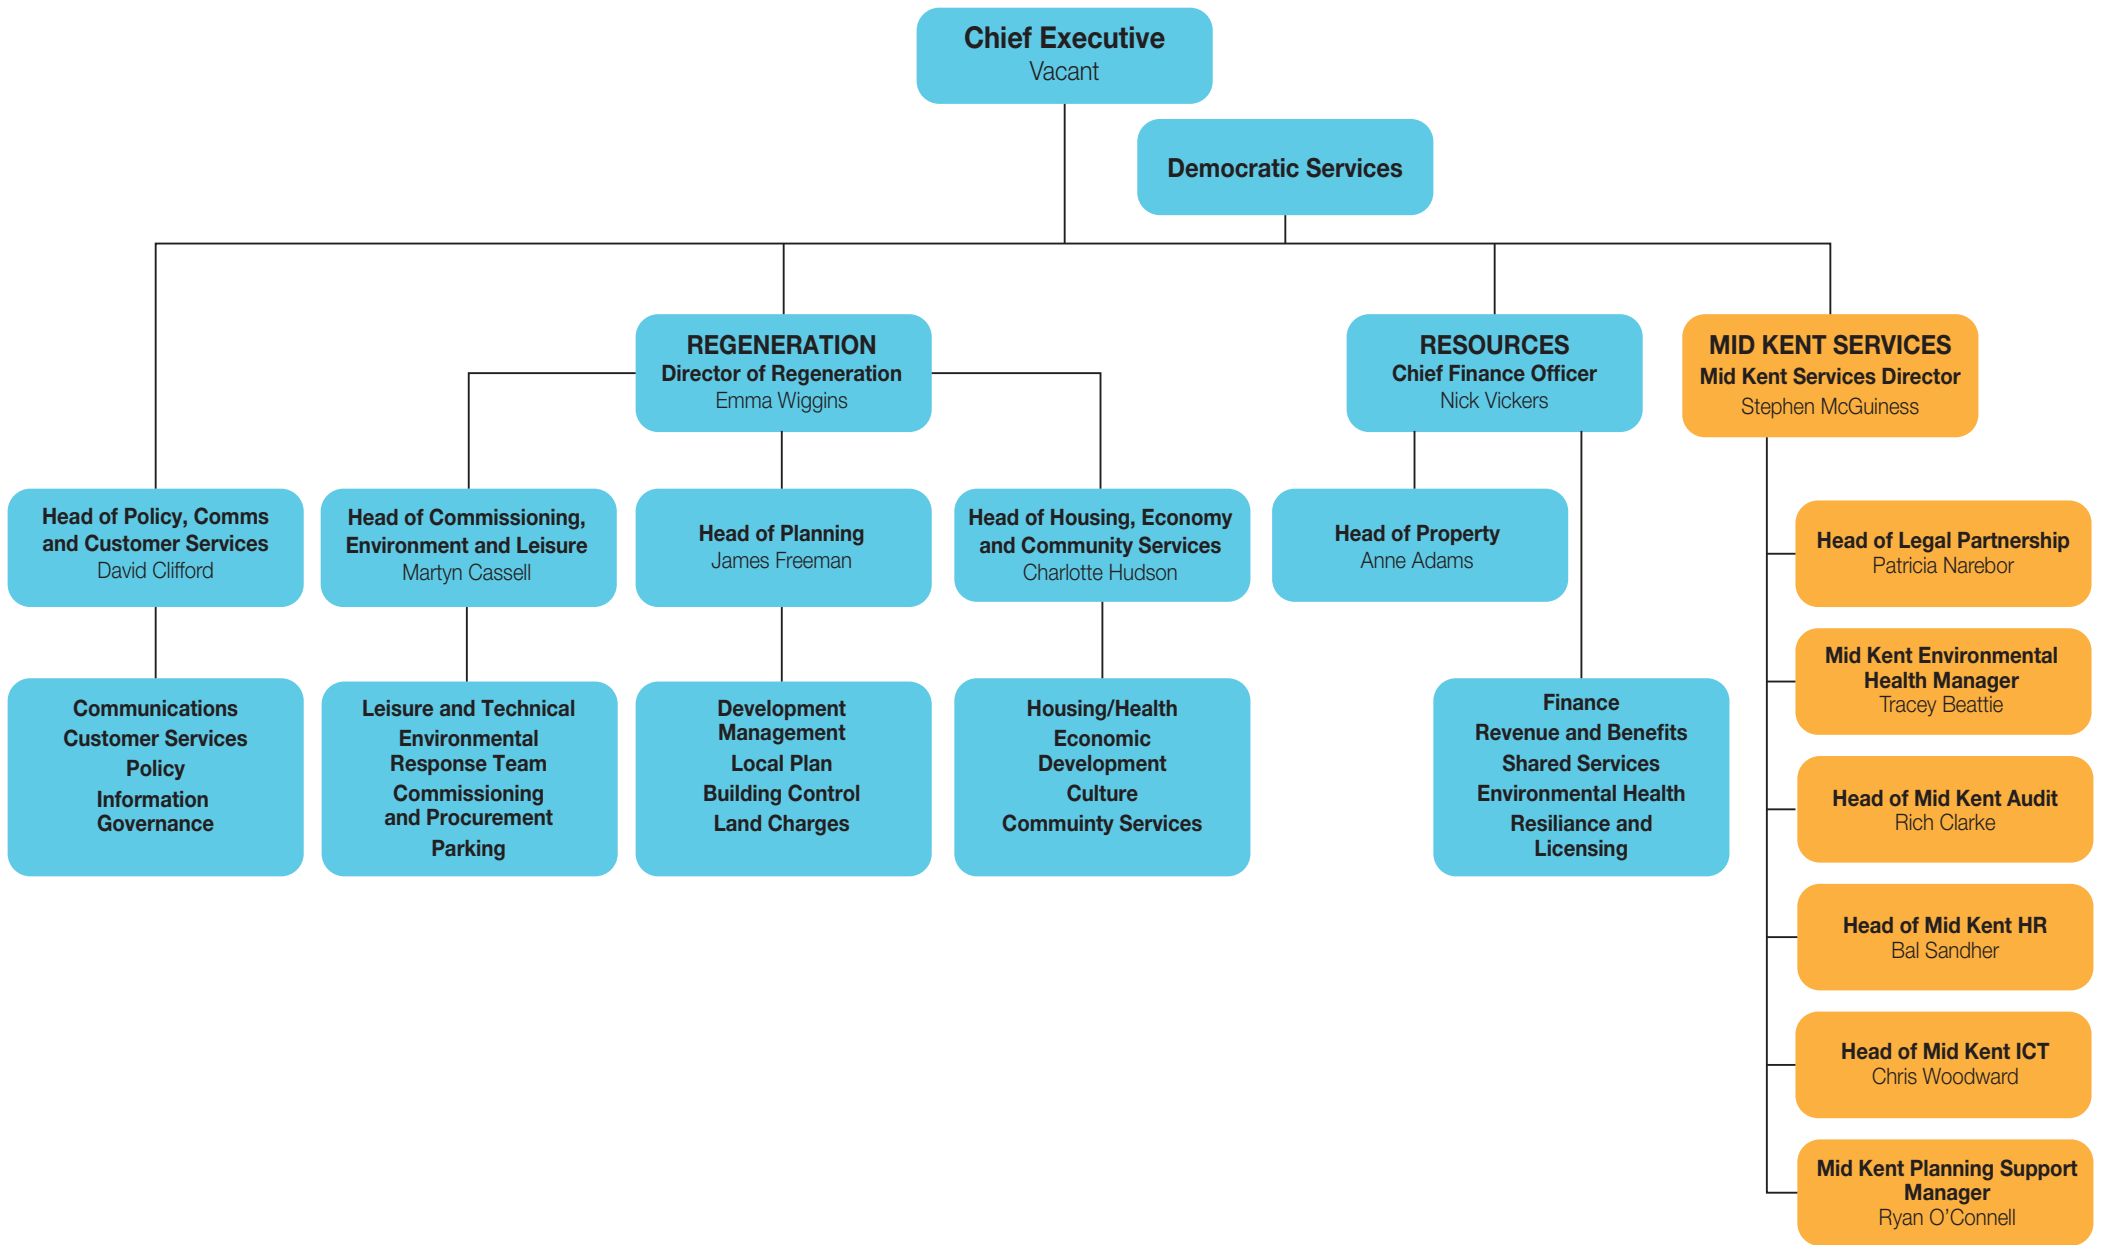 Chief Executive
Vacant
Democratic Services
REGENERATION
Director of Regeneration
Emma Wiggins
RESOURCES
Chief Finance Officer
Nick Vickers
MID KENT SERVICES
Mid Kent Services Director
Stephen McGuiness
Head of Policy, Comms
and Customer Services
David Clifford
Head of Commissioning,
Environment and Leisure
Martyn Cassell
Head of Planning
James Freeman
Head of Housing, Economy
and Community Services
Charlotte Hudson
Head of Property
Anne Adams
Communications
Customer Services
Policy
Information
Governance
Leisure and Technical
Environmental
Response Team
Commissioning
and Procurement
Parking
Development
Management
Local Plan
Building Control
Land Charges
Housing/Health
Economic
Development
Culture
Commuinty Services
Finance
Revenue and Benefits
Shared Services
Environmental Health
Resiliance and
Licensing
Head of Legal Partnership
Patricia Narebor
Mid Kent Environmental
Health Manager
Tracey Beattie
Head of Mid Kent Audit
Rich Clarke
Head of Mid Kent HR
Bal Sandher
Head of Mid Kent ICT
Chris Woodward
Mid Kent Planning Support
Manager
Ryan O’Connell